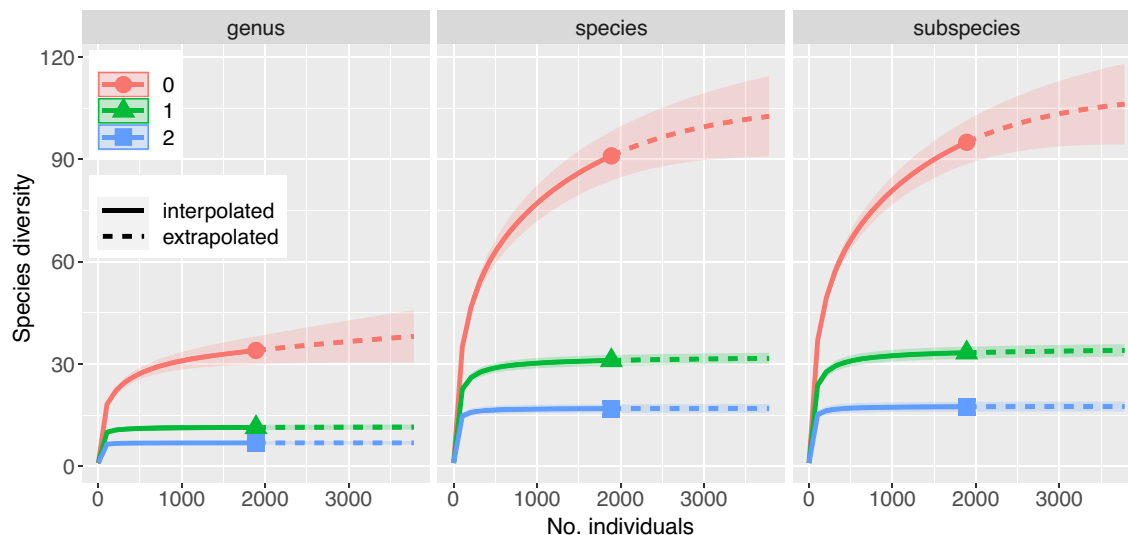 genus
species
subspecies
Species diversity
120
90
60
30
0
0
1
2
interpolated
extrapolated
0 1000 2000 3000
0 1000 2000 3000
0 1000 2000 3000
No. individuals